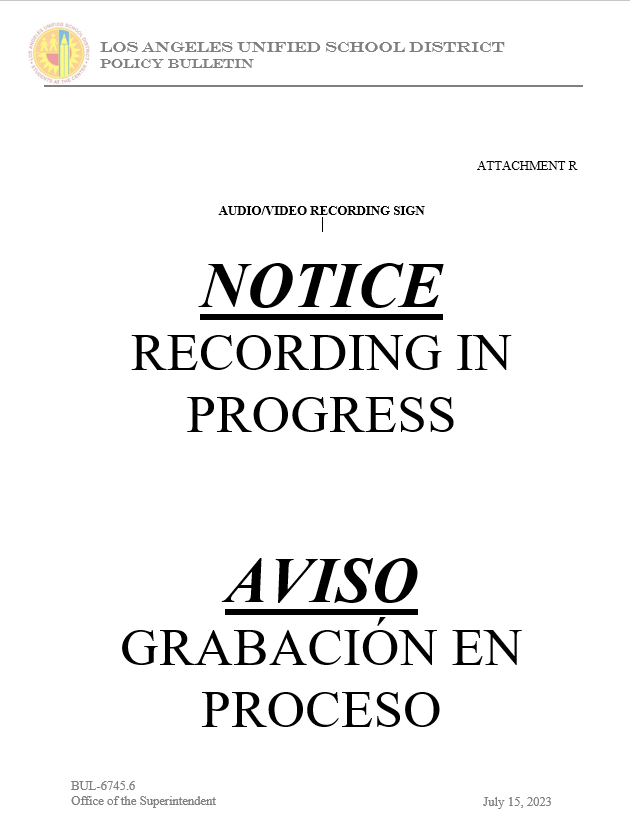 LOS ANGELES UNIFIED SCHOOL DISTRICT
POLICY BULLETIN
ATTACHMENT R
AUDIO/VIDEO RECORDING SIGN
NOTICE
RECORDING IN
PROGRESS
AVISO
GRABACIÓN EN
PROCESO
BUL-6745.6
Office of the Superintendent
July 15, 2023